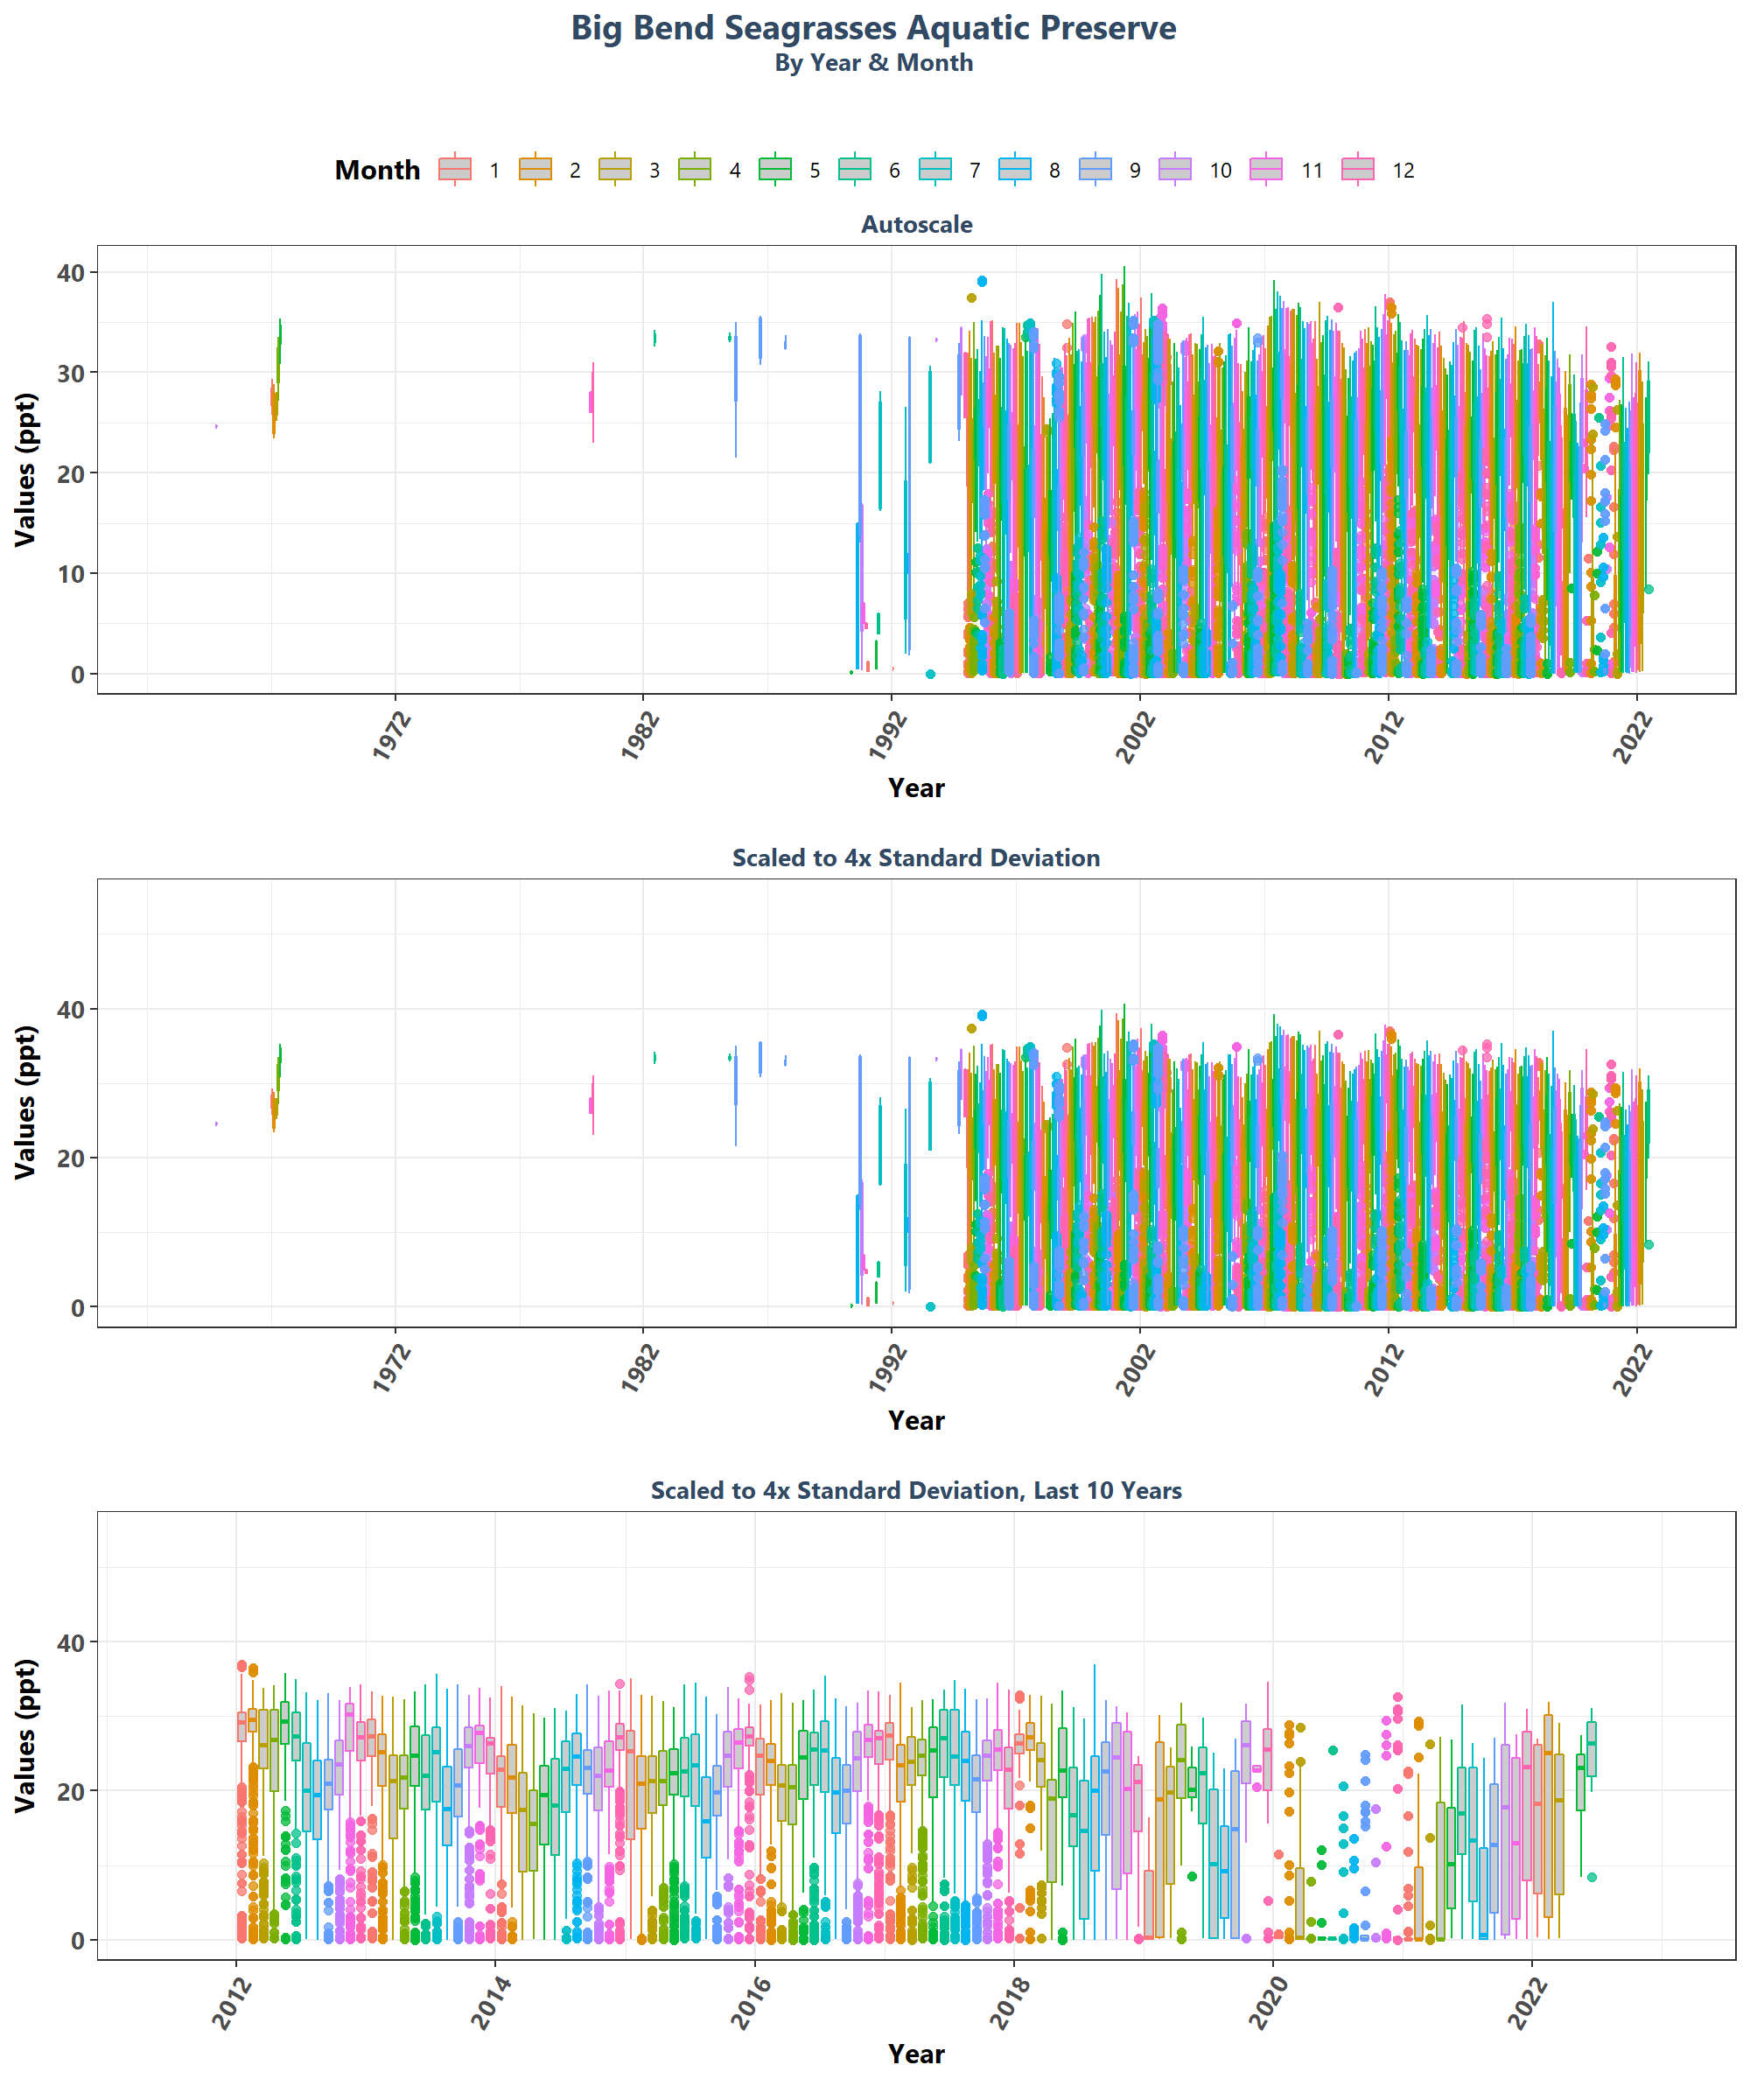 Big Bend Seagrasses Aquatic Preserve
By Year & Month
Month 1 2 3 4 5 6 7 8 9 10 11 12
Autoscale
Values (ppt)
40
30
20
10
0
1972 1982 1992 2002 2012 2022
Year
Scaled to 4x Standard Deviation
Values (ppt)
40
20
0
1972 1982 1992 2002 2012 2022
Year
Scaled to 4x Standard Deviation, Last 10 Years
Values (ppt)
40
20
0
2012 2014 2016 2018 2020 2022
Year